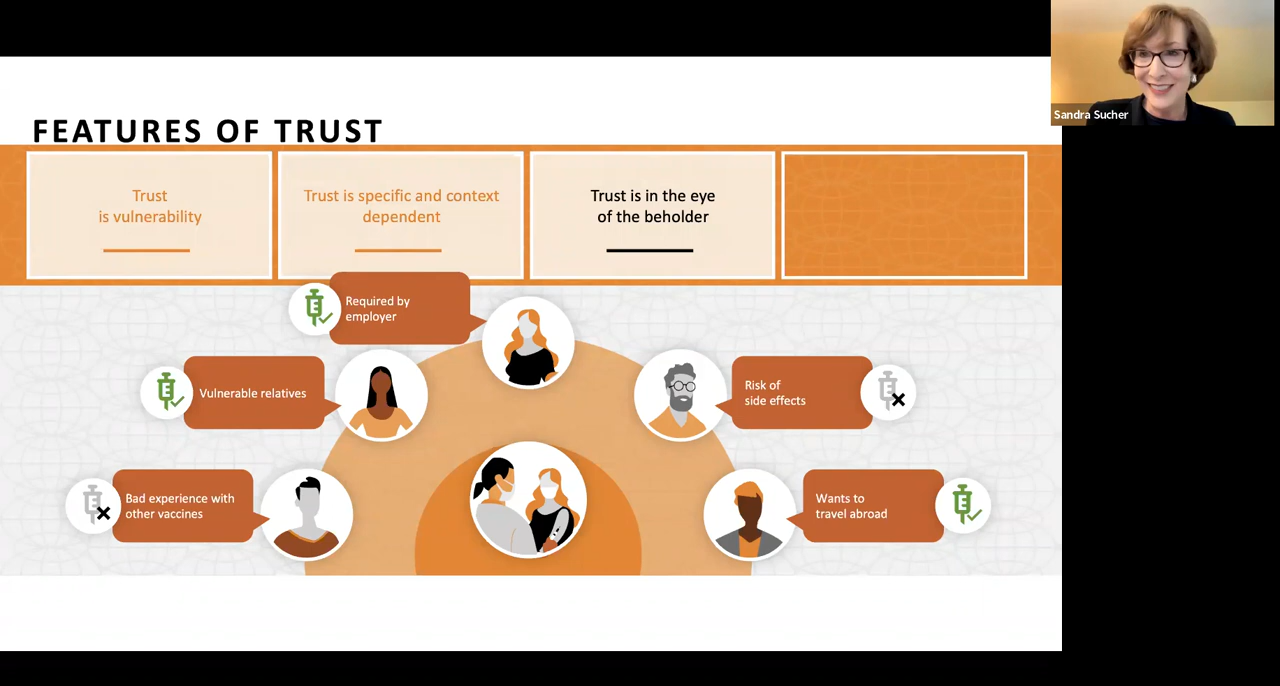 Sandra Sucher
FEATURES OF TRUST
Trust
is vulnerability
Trust is specific and context
dependent
Trust is in the eye
of the beholder
Required by
employer
Vulnerable relatives
Risk of
side effects
Bad experience with
other vaccines
Wants to
travel abroad